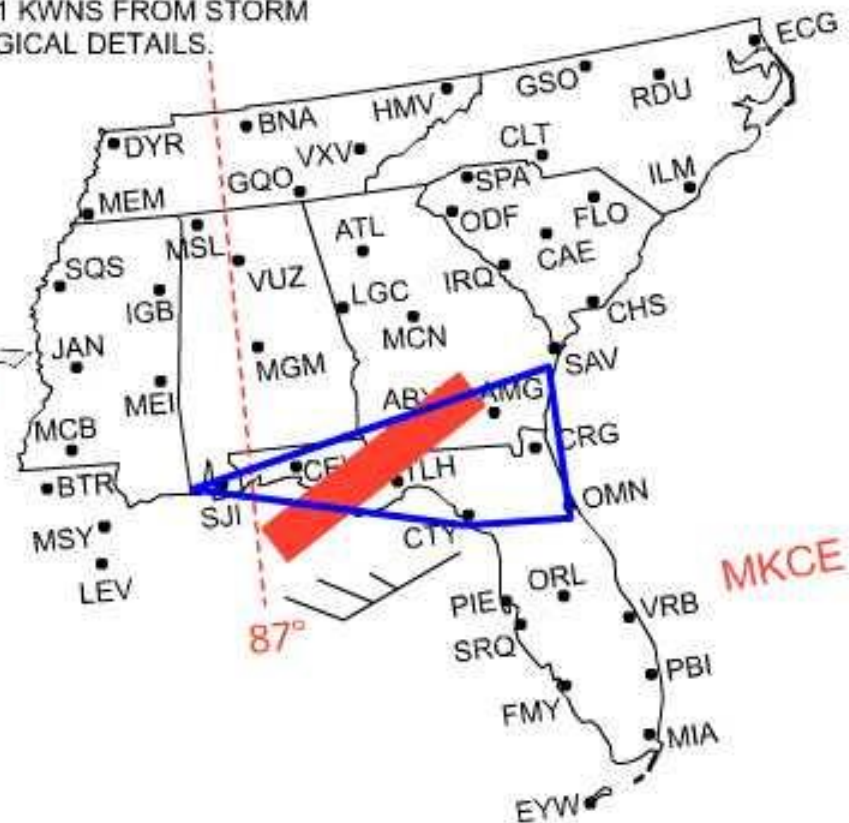 1 KWNS FROM STORM
GICAL DETAILS.
ECG
GSO
RDU
HMV
BNA
DYR
CLT
VXV
GQO
SPA
ILM
MEM
ODF
FLO
ATL
MSL
CAE
SQS
VUZ
IRQ
IGB
LGC
CHS
MCN
JAN
SAV
MGM
MEI
AMG
MCB
CRG
TLH
BTR
OMN
SJI
MSY
CTY
MKCE
LEV
ORL
PIE
VRB
87°
SRQ
PBI
FMY
MIA
EYW